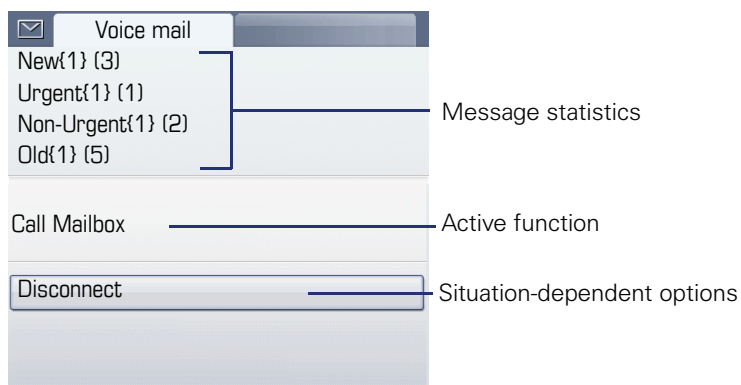 Voice mail
New{1} (3)
Urgent{1} (1)
Non-Urgent{1} (2)
Old{1} (5)
Message statistics
Call Mailbox
Active function
Disconnect
Situation-dependent options